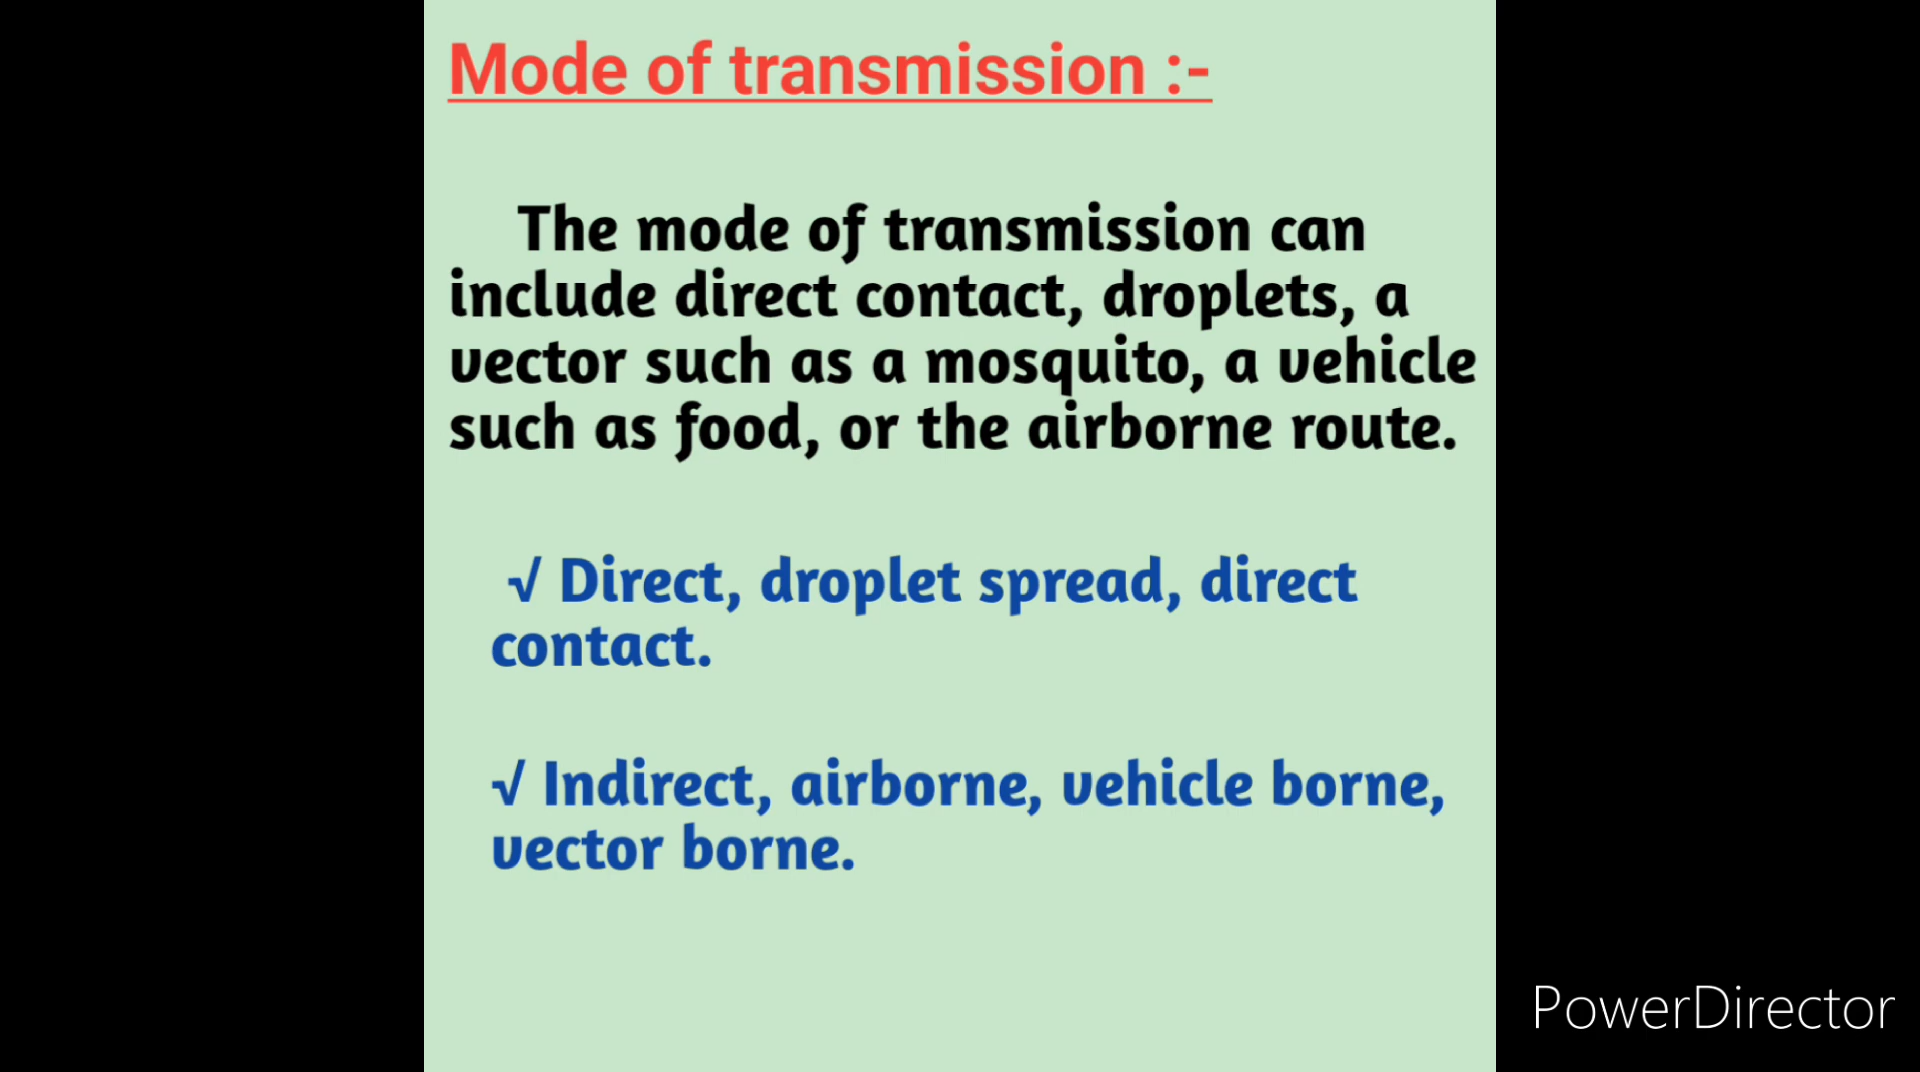 Mode of transmission :-
The mode of transmission can
include direct contact, droplets, a
vector such as a mosquito, a vehicle
such as food, or the airborne route.
√ Direct, droplet spread, direct
contact.
√ Indirect, airborne, vehicle borne,
vector borne.
PowerDirector